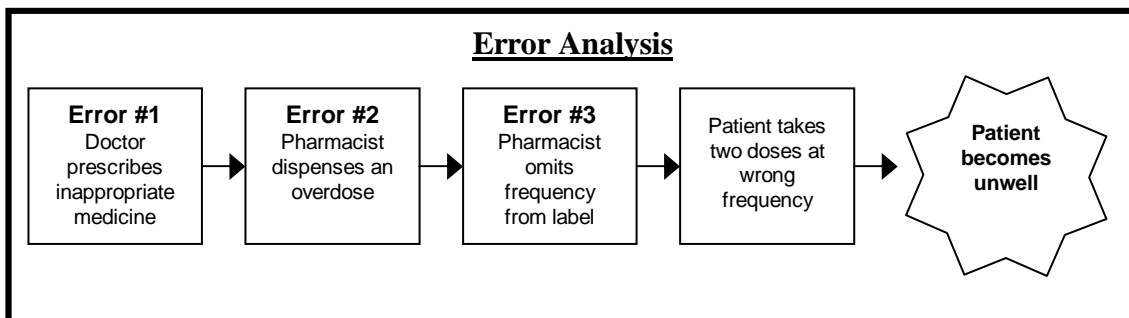 Error Analysis
Error #1
Doctor
prescribes
inappropriate
medicine
Error #2
Pharmacist
dispenses an
overdose
Error #3
Pharmacist
omits
frequency
from label
Patient takes
two doses at
wrong
frequency
Patient
becomes
unwell